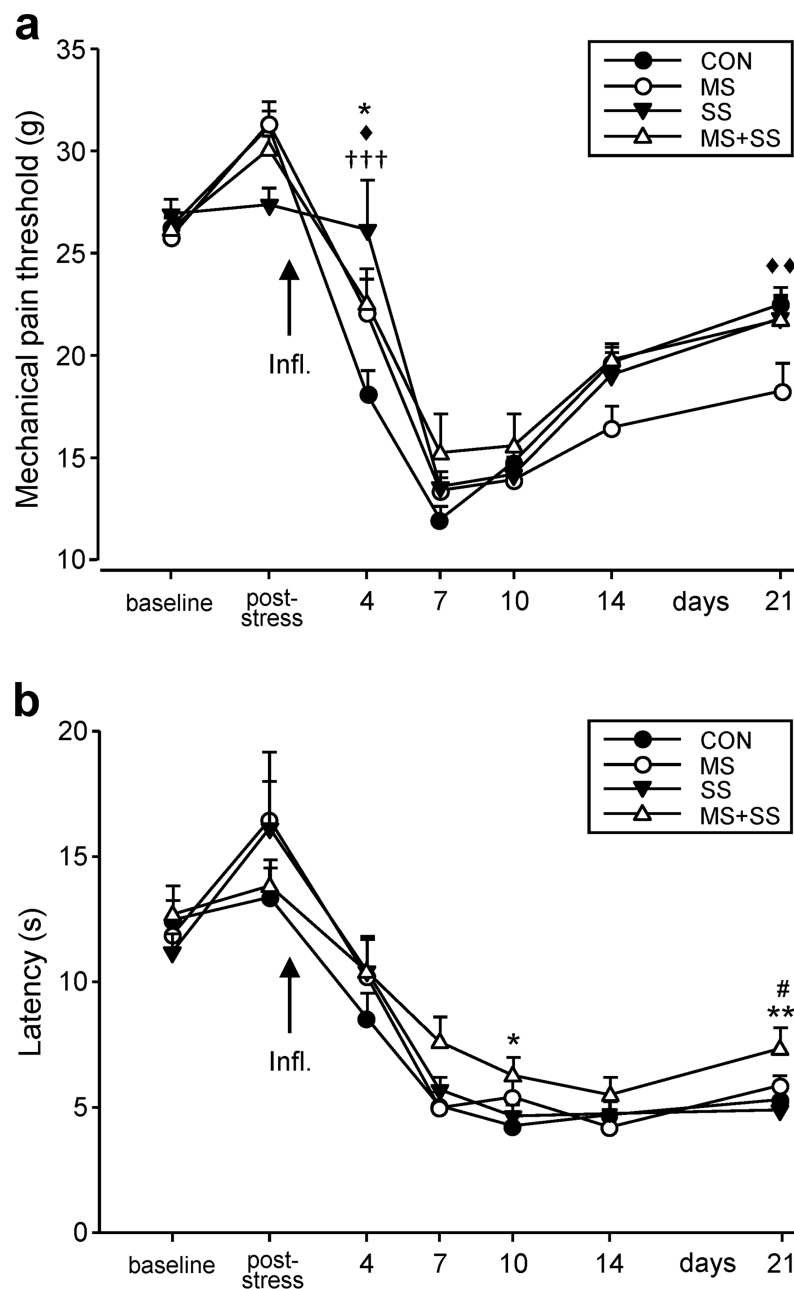 a
35
30
25
20
15
10
Mechanical pain threshold (g)
CON
MS
SS
MS+SS
*
♦
†††
♦♦
Infl.
baseline
post-
stress
4
7
10
14
days
21
b
20
15
10
5
0
Latency (s)
CON
MS
SS
MS+SS
Infl.
*
#
**
baseline
post-
stress
4
7
10
14
days
21